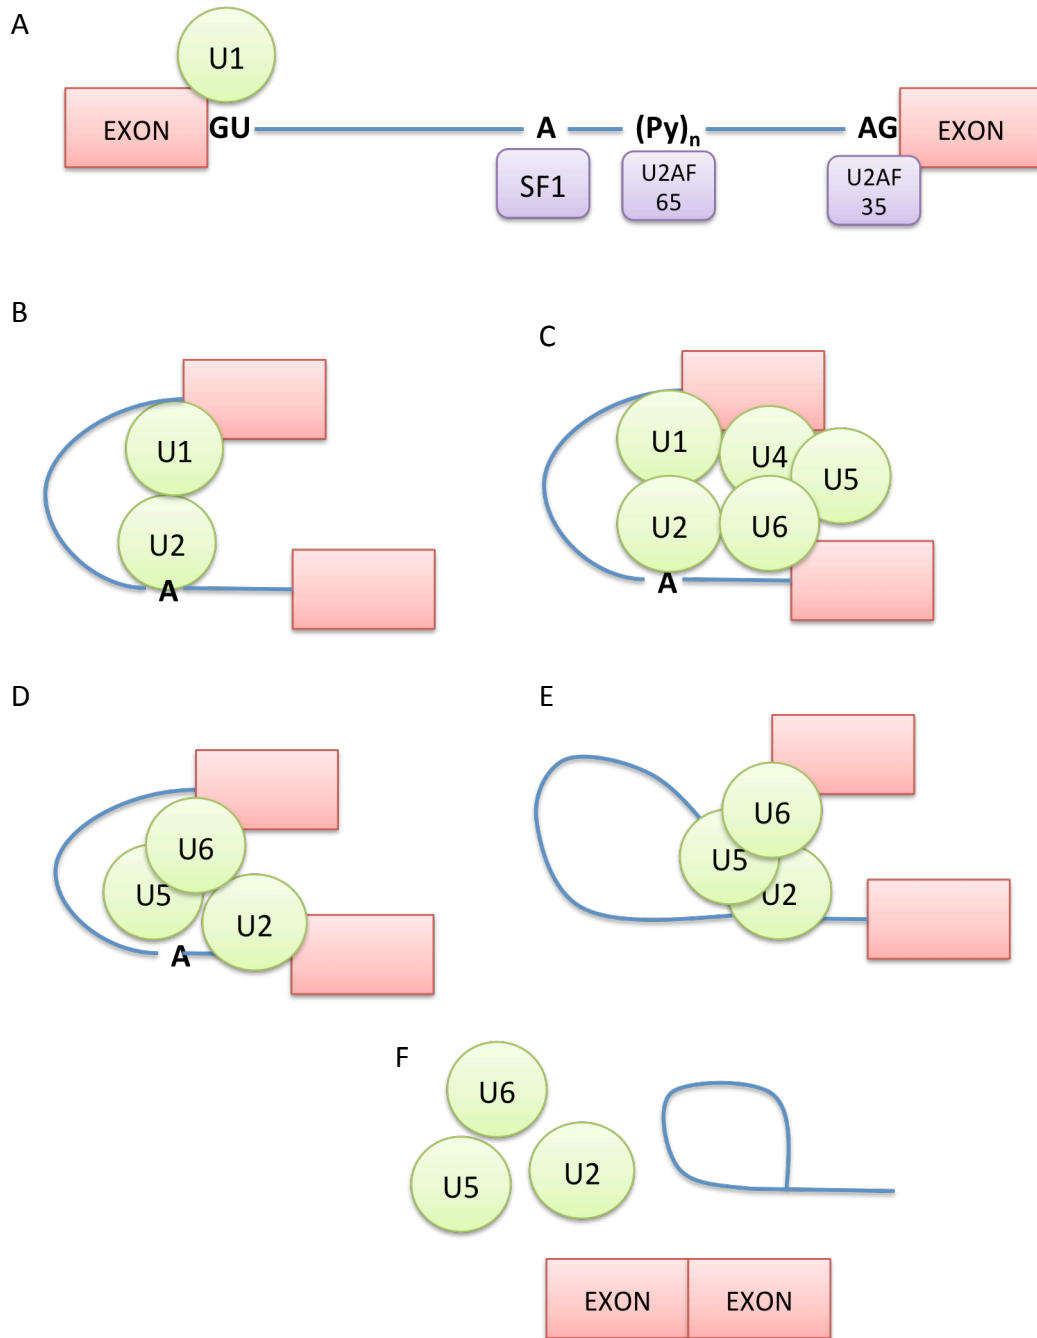 A
U1
EXON GU A (Py)n AG EXON
SF1 U2AF
65 U2AF
35
B
U1
U2
A
C
U1 U4 U5
U2 U6
A
D
U6
U5 U2
A
E
U6
U5
U2
F
U6
U5 U2
EXON EXON